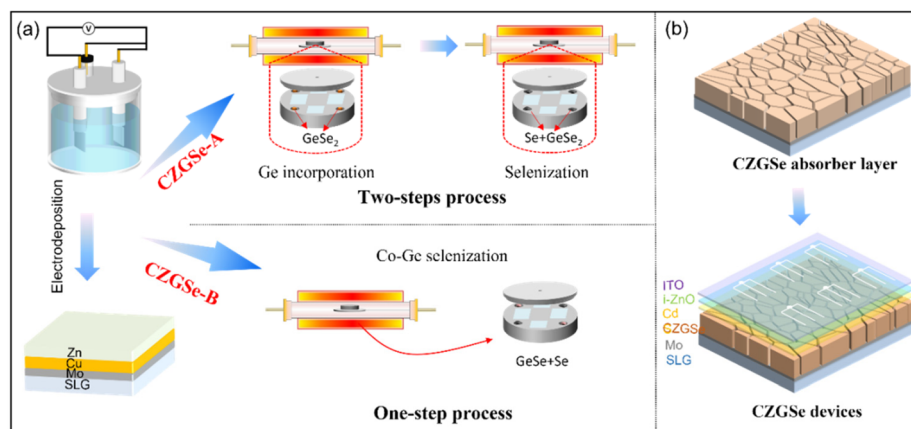 (a)
V
Electrodeposition
Zn
Cu
Mo
SLG
CZGSe-A
GeSe2
Ge incorporation
Se+GeSe2
Selenization
Two-steps process
CZGSe-B
Co-Ge selenization
GeSe+Se
One-step process
(b)
CZGSe absorber layer
ITO
i-ZnO
Cd
CZGS
Mo
SLG
CZGSe devices